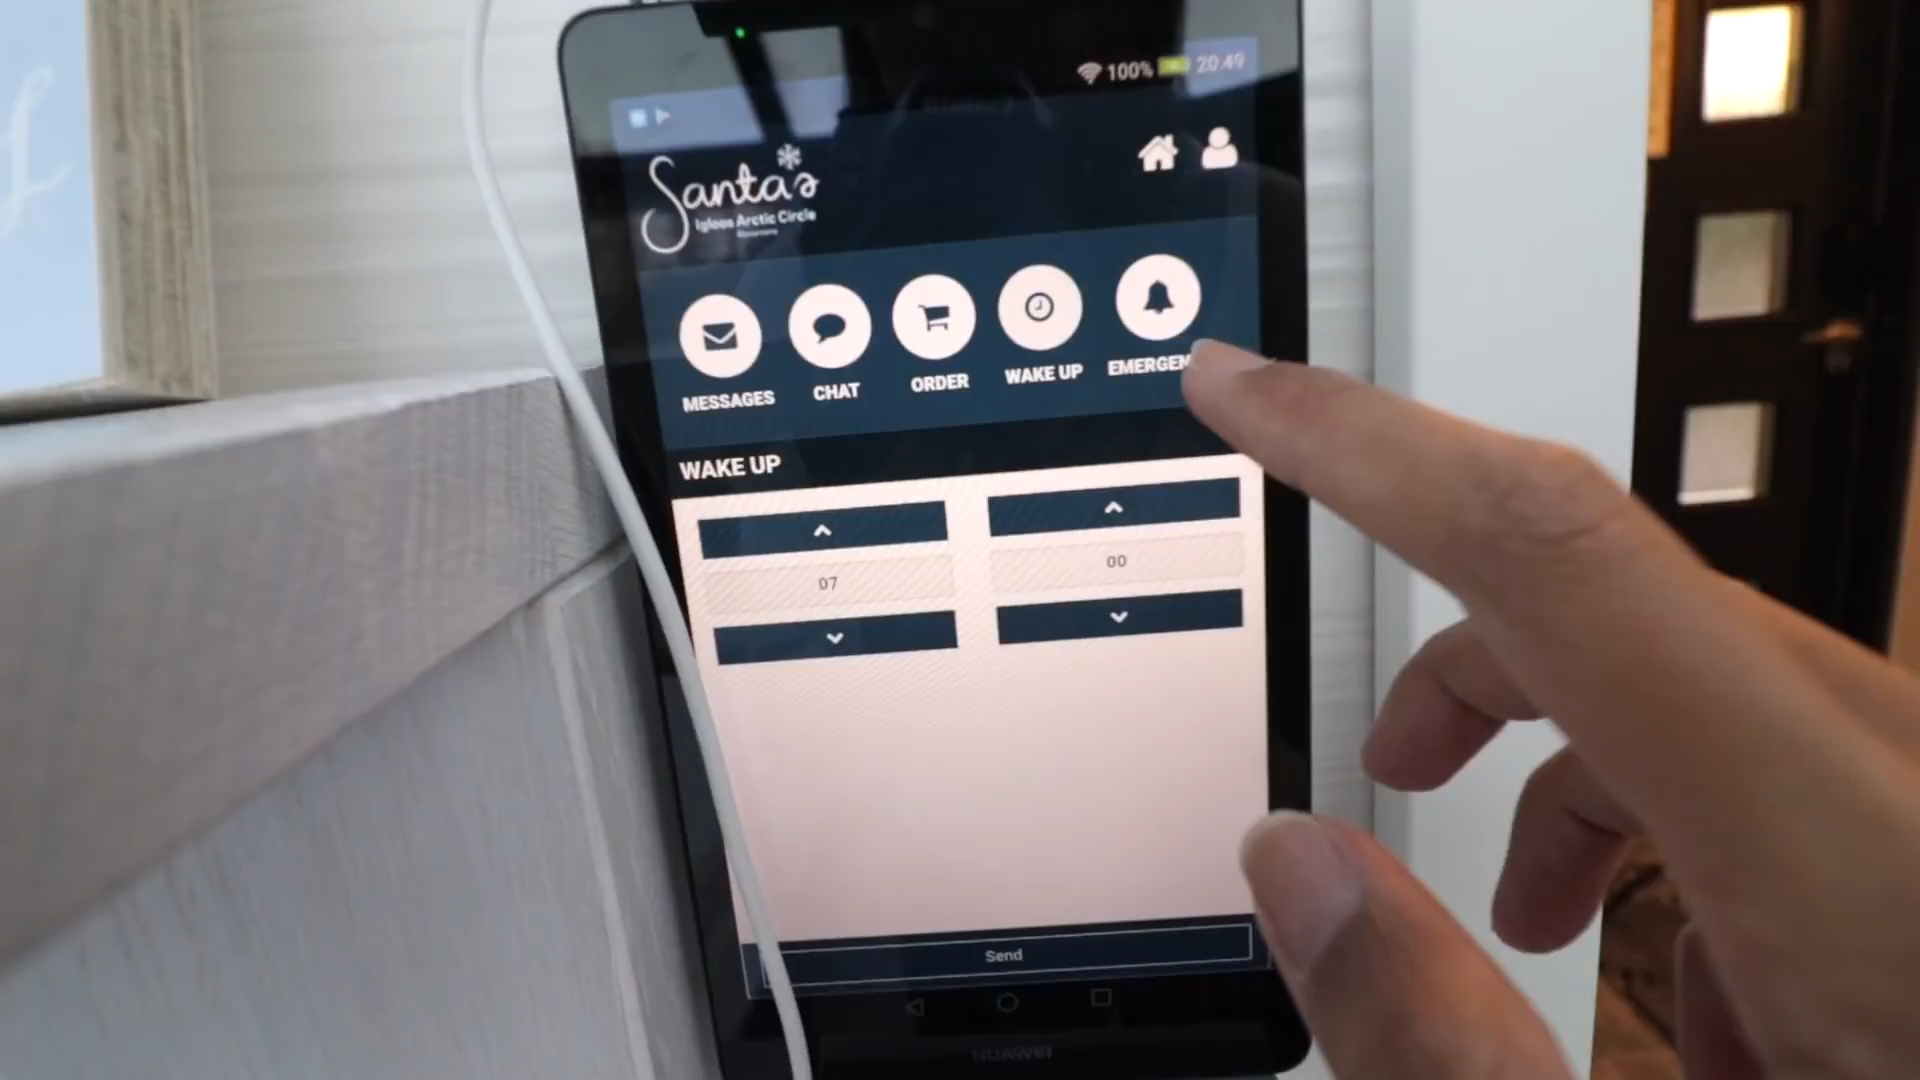 100% 20:49
Santa's
Igloos Arctic Circle
MESSAGES CHAT ORDER WAKE UP EMERGEN
WAKE UP
07 00
Send
HUAWEI